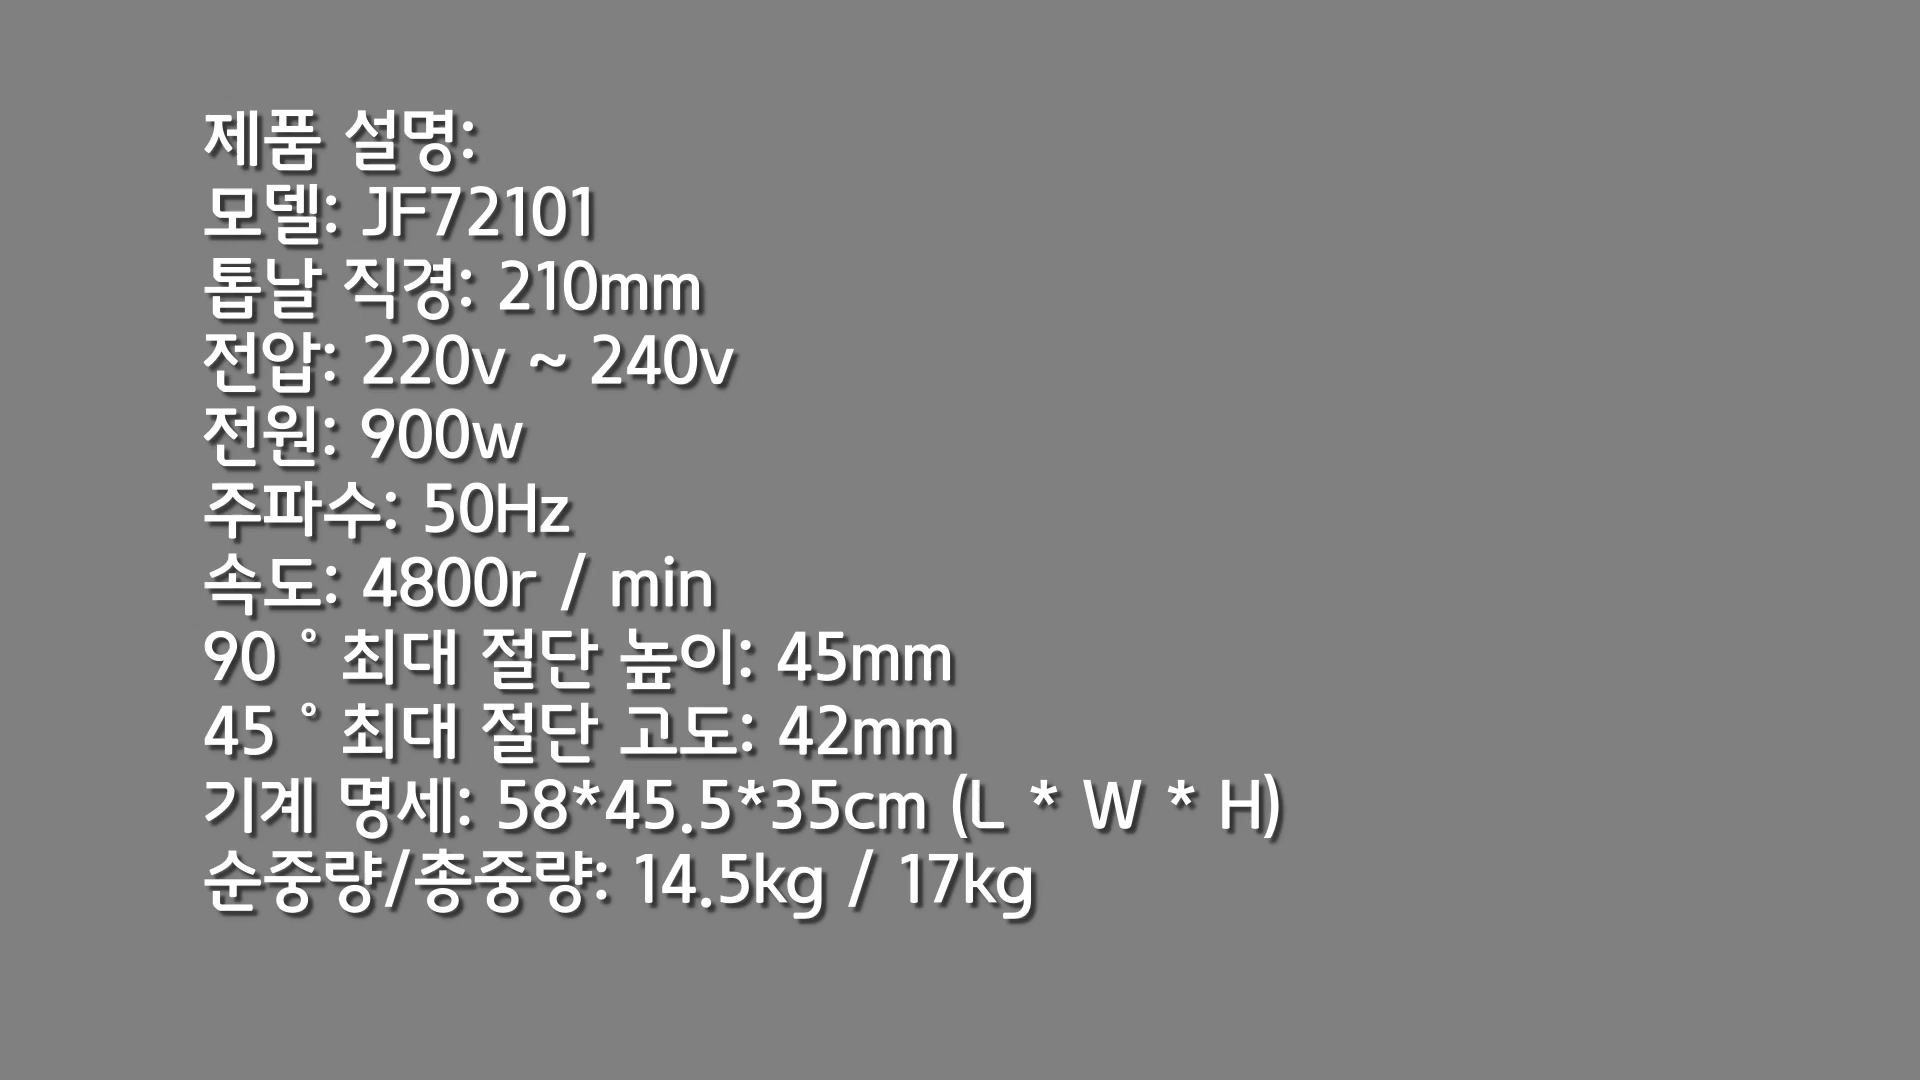 제품 설명:
모델: JF72101
톱날 직경: 210mm
전압: 220v ~ 240v
전원: 900w
주파수: 50Hz
속도: 4800r / min
90 ° 최대 절단 높이: 45mm
45 ° 최대 절단 고도: 42mm
기계 명세: 58*45.5*35cm (L * W * H)
순중량/총중량: 14.5kg / 17kg